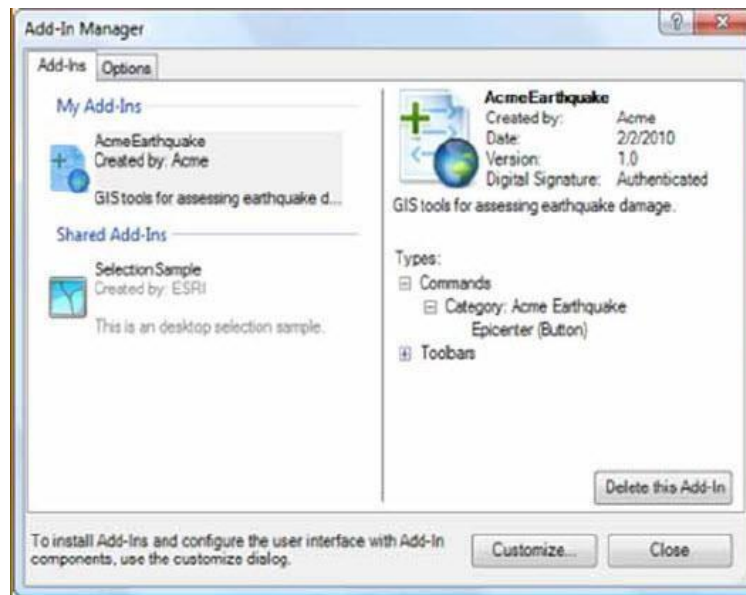 Add-In Manager
Add-Ins
Options
My Add-Ins
AcmeEarthquake
Created by: Acme
GIS tools for assessing earthquake d...
Shared Add-Ins
SelectionSample
Created by: ESRI
This is an desktop selection sample.
AcmeEarthquake
Created by: Acme
Date: 2/2/2010
Version: 1.0
Digital Signature: Authenticated
GIS tools for assessing earthquake damage.
Types:
Commands
Category: Acme Earthquake
Epicenter (Button)
Toolbars
Delete this Add-In
To install Add-Ins and configure the user interface with Add-In
components, use the customize dialog.
Customize...
Close